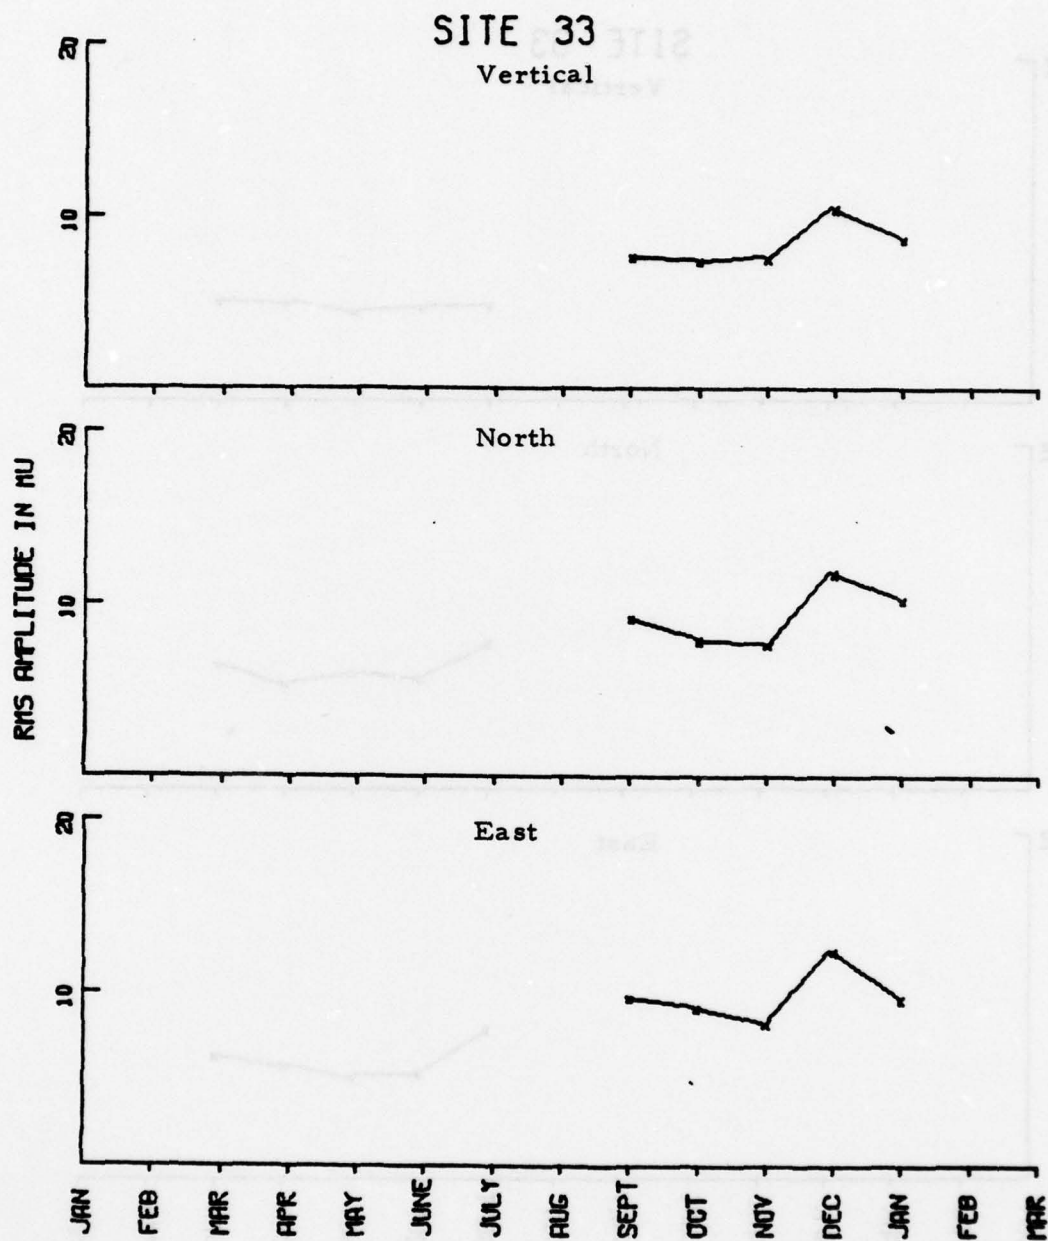 SITE 33
Vertical
20
10
North
20
10
RMS AMPLITUDE IN MU
East
20
10
JAN
FEB
MAR
APR
MAY
JUNE
JULY
AUG
SEPT
OCT
NOV
DEC
JAN
FEB
MAR